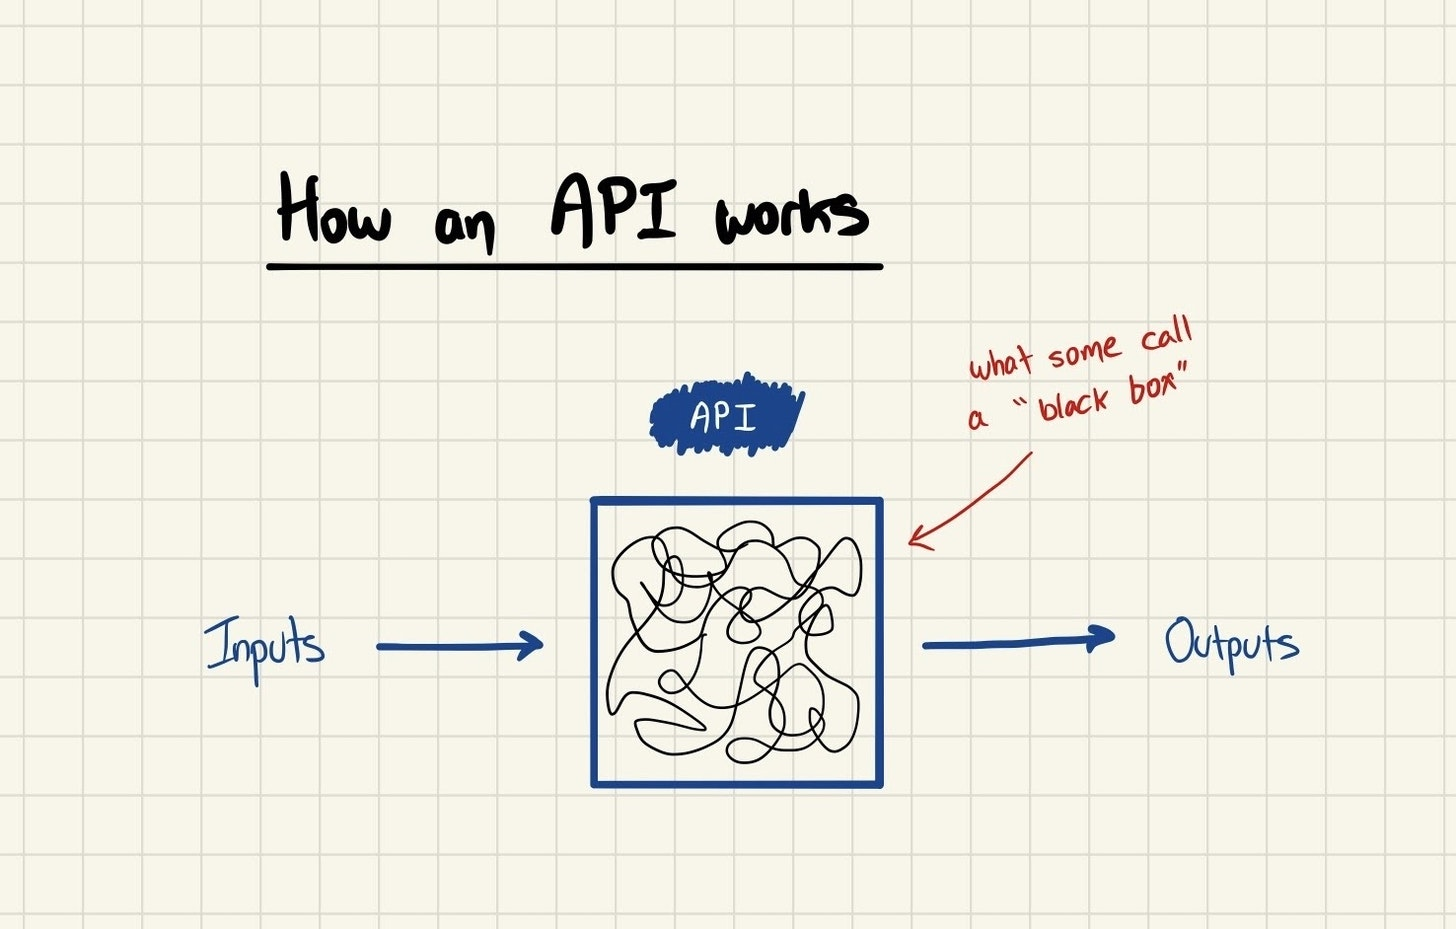 How an API works
what some call
a "black box"
API
Inputs
Outputs